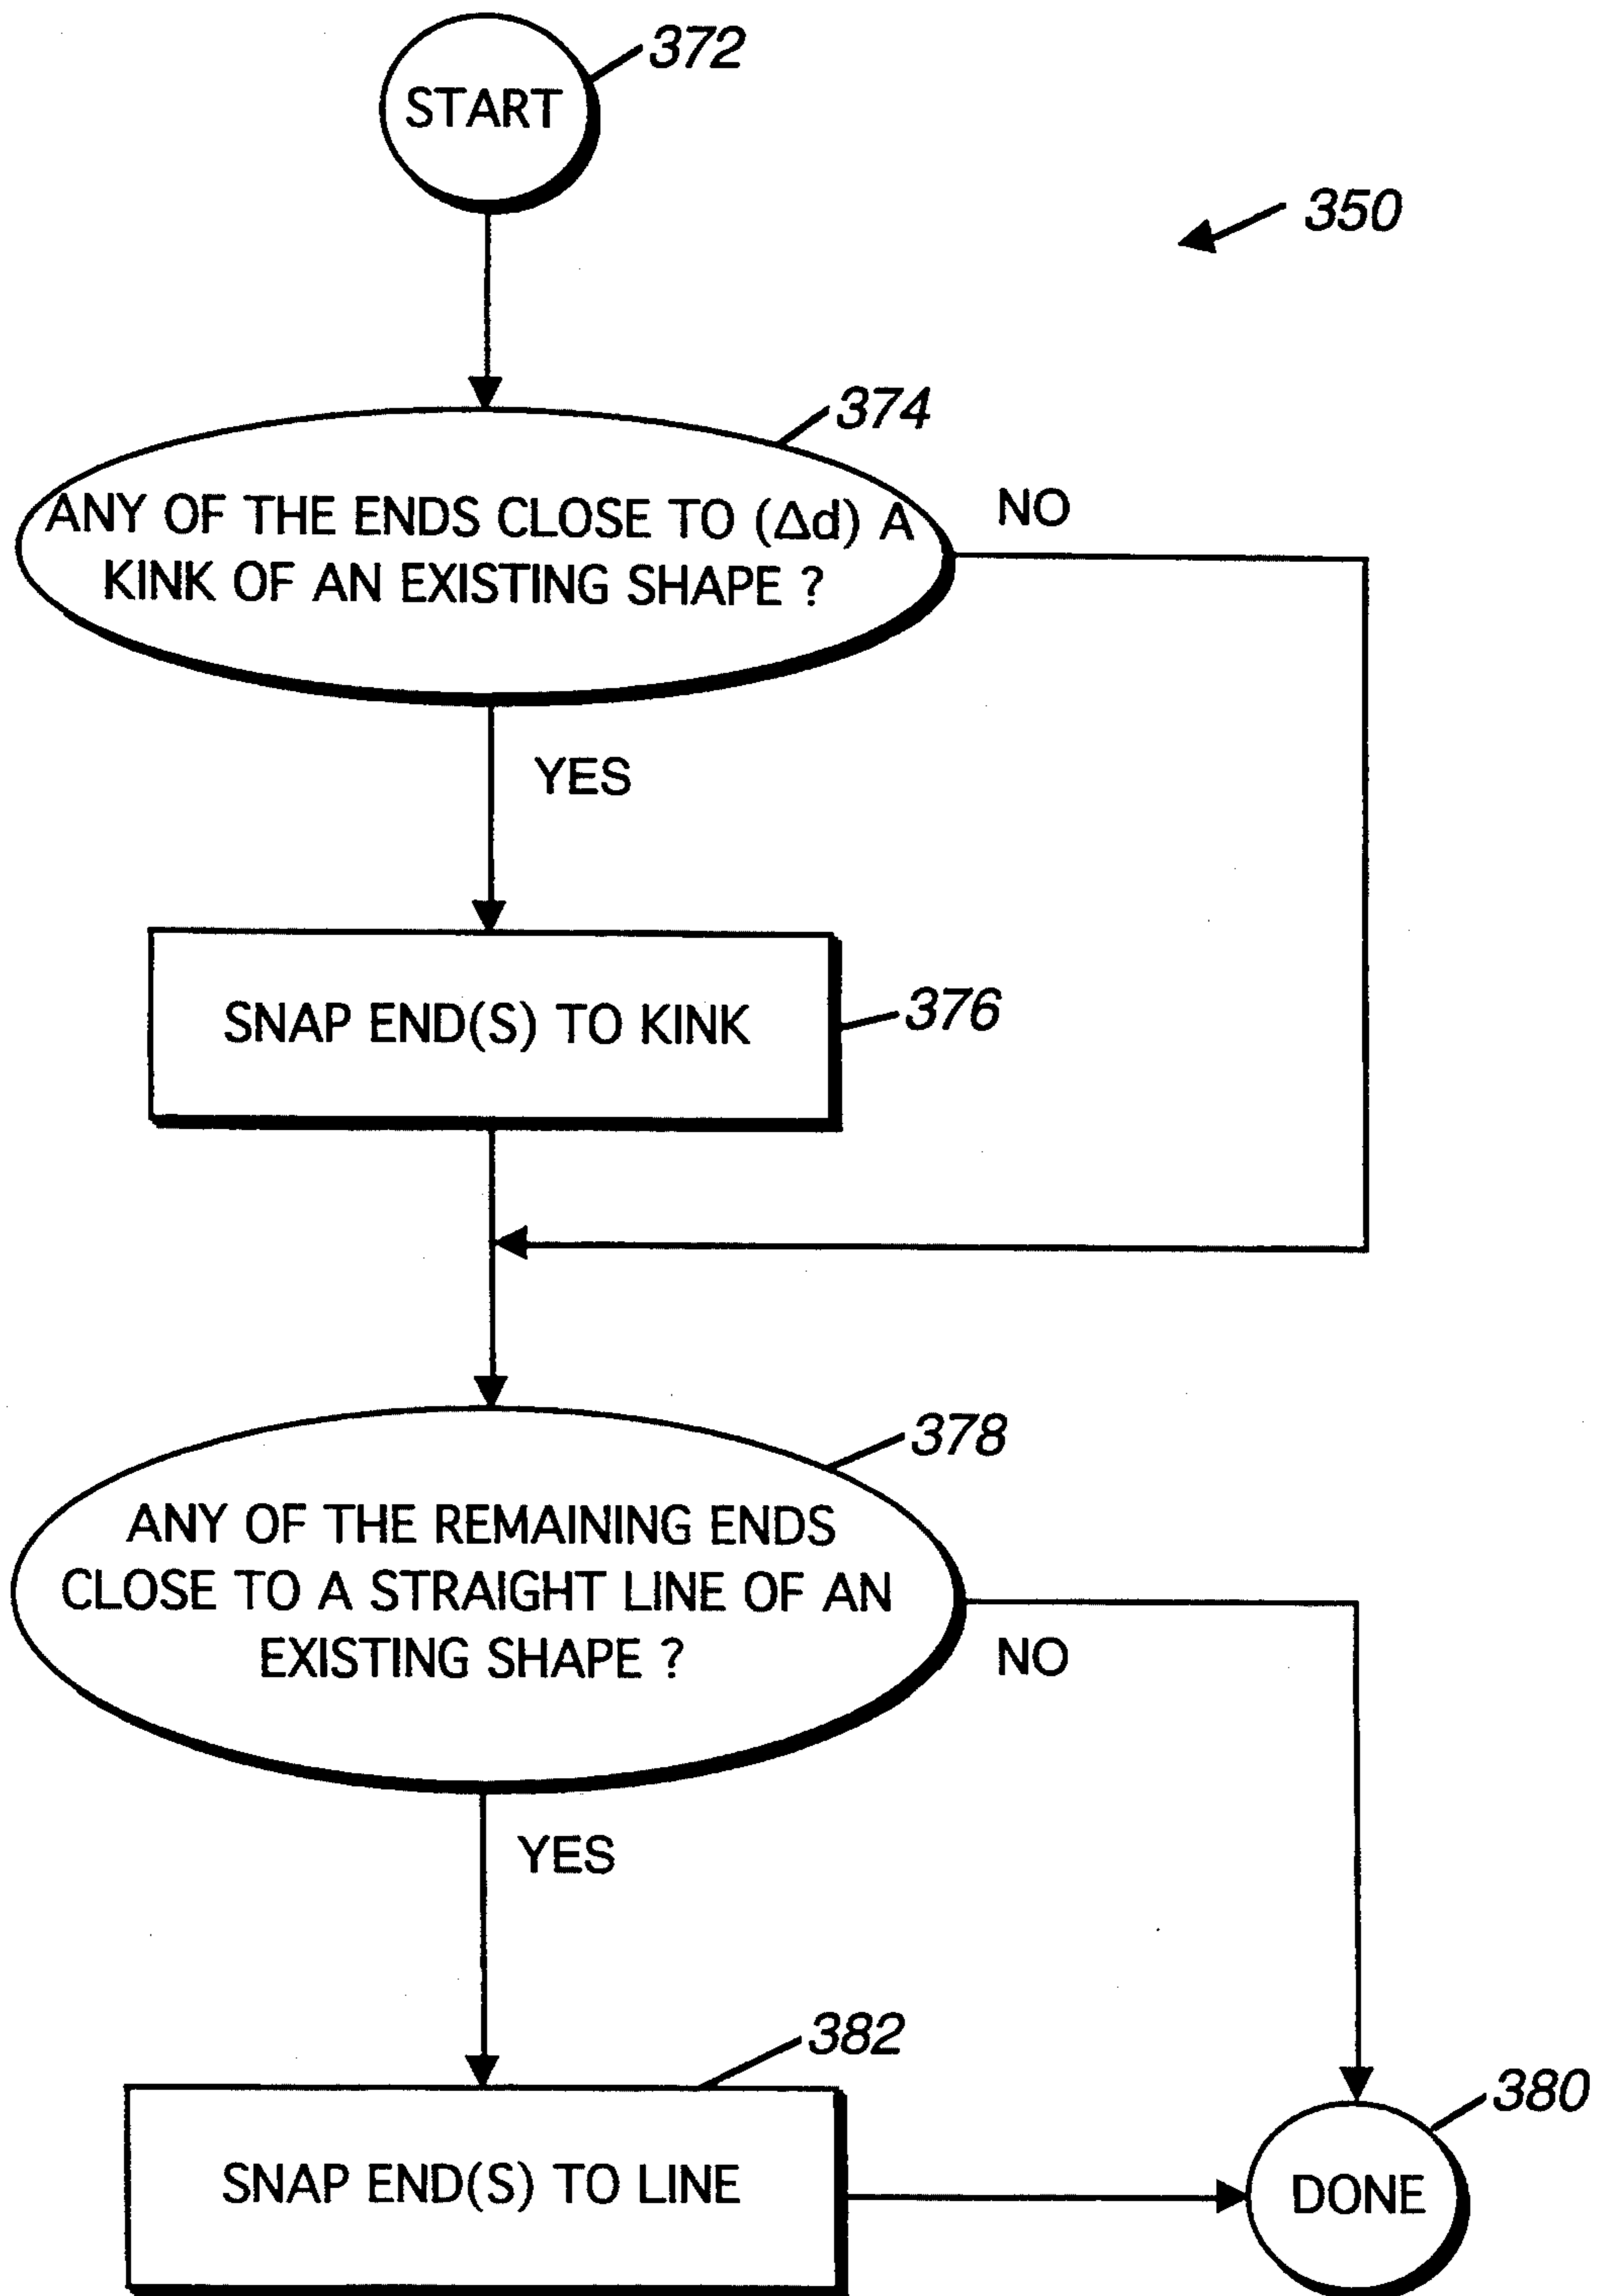 372
START
350
374
ANY OF THE ENDS CLOSE TO (Δd) A
KINK OF AN EXISTING SHAPE ?
NO
YES
SNAP END(S) TO KINK
376
378
ANY OF THE REMAINING ENDS
CLOSE TO A STRAIGHT LINE OF AN
EXISTING SHAPE ?
NO
YES
382
380
SNAP END(S) TO LINE
DONE